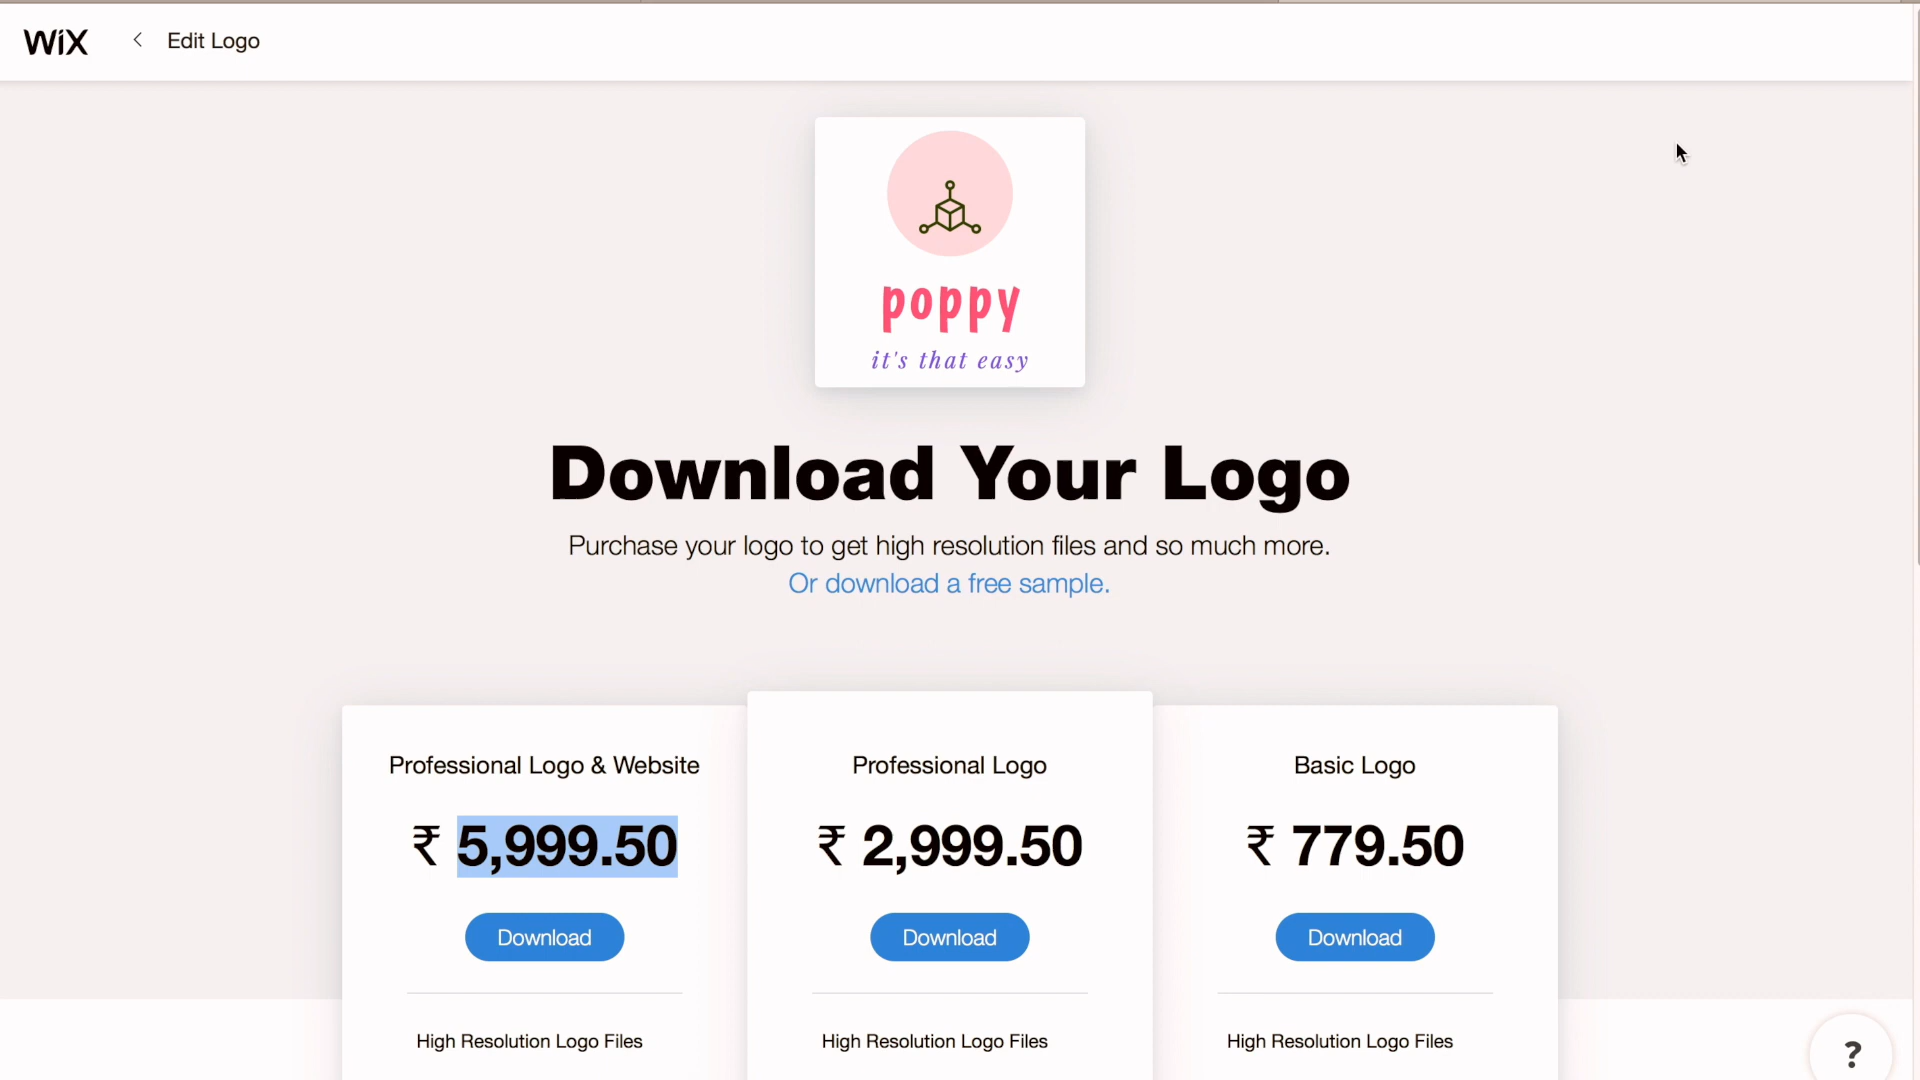 WiX
Edit Logo
poppy
it's that easy
Download Your Logo
Purchase your logo to get high resolution files and so much more.
Or download a free sample.
Professional Logo & Website
₹ 5,999.50
Download
High Resolution Logo Files
Professional Logo
₹ 2,999.50
Download
High Resolution Logo Files
Basic Logo
₹ 779.50
Download
High Resolution Logo Files
?